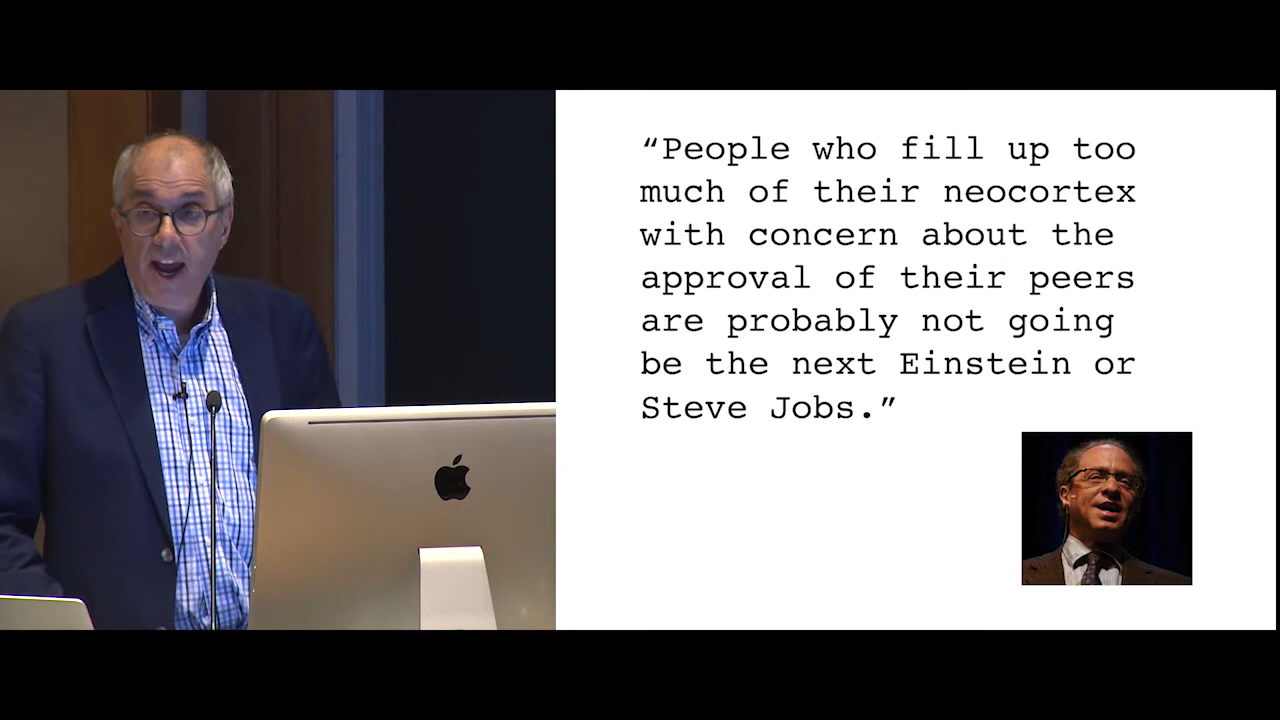 “People who fill up too
much of their neocortex
with concern about the
approval of their peers
are probably not going
be the next Einstein or
Steve Jobs.”